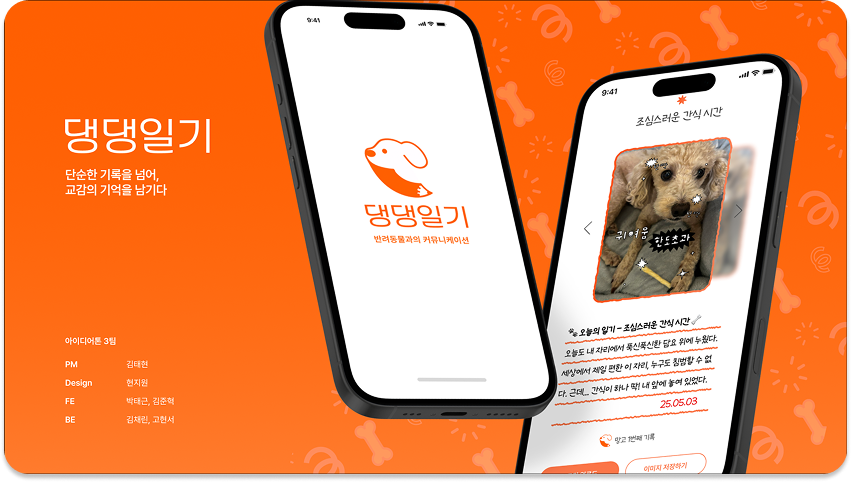 댕댕일기
단순한 기록을 넘어,
교감의 기억을 남기다
아이디어톤 3팀
PM 김태현
Design 현지원
FE 박태근, 김준혁
BE 김채린, 고현서
9:41
댕댕일기
반려동물과의 커뮤니케이션
9:41
조심스러운 간식 시간
귀여움
한도초과
오늘의 일기 - 조심스러운 간식 시간
오늘도 내 자리에서 푹신푹신한 담요 위에 누웠다.
세상에서 제일 편한 이 자리, 누구도 침범할 수 없
다. 근데... 간식이 하나 딱! 내 앞에 놓여 있었다.
25.05.03
망고 1번째 기록
이미지 저장하기